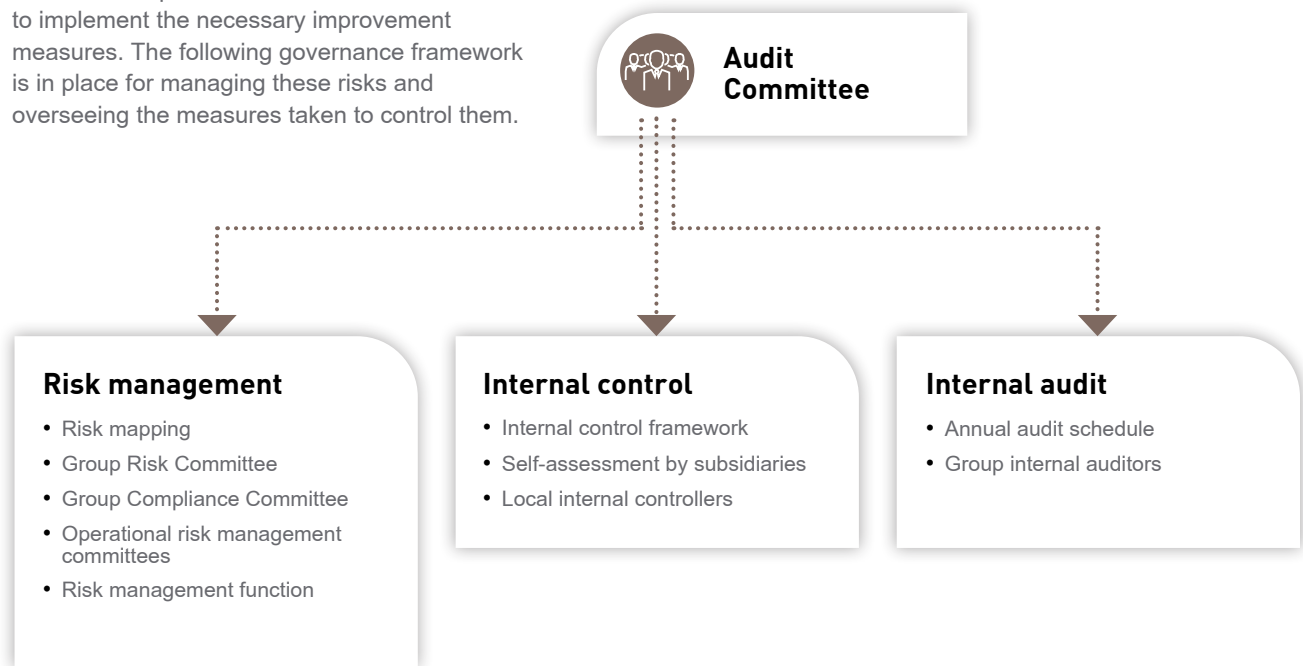 to implement the necessary improvement
measures. The following governance framework
is in place for managing these risks and
overseeing the measures taken to control them.
Audit
Committee
Risk management
• Risk mapping
• Group Risk Committee
• Group Compliance Committee
• Operational risk management
committees
• Risk management function
Internal control
• Internal control framework
• Self-assessment by subsidiaries
• Local internal controllers
Internal audit
• Annual audit schedule
• Group internal auditors